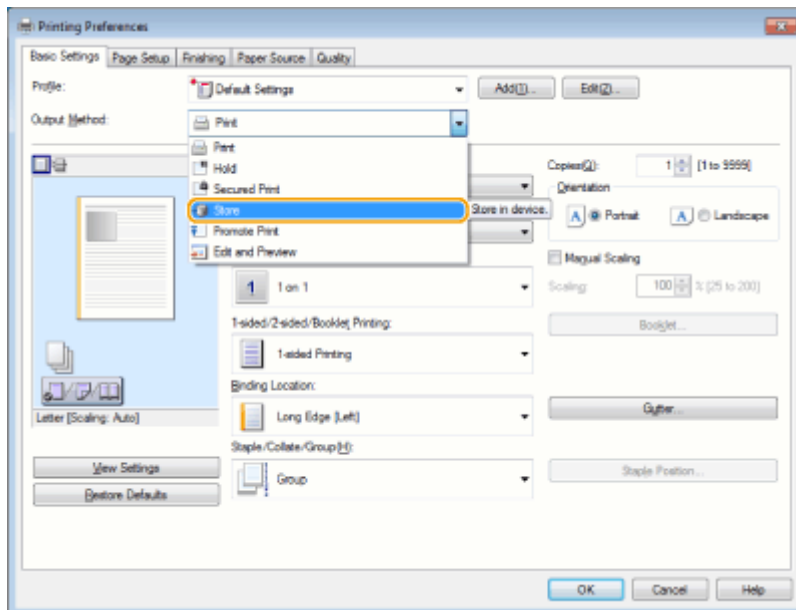 Printing Preferences
Basic Settings Page Setup Finishing Paper Source Quality
Profile: Default Settings Add(1)... Edit(2)...
Output Method: Print
Print
Hold
Secured Print
Store
Store in device.
Promote Print
Edit and Preview
Copies(Q): 1 [1 to 9999]
Orientation
A Portrait A Landscape
Manual Scaling
Scaling: 100 % [25 to 200]
1 1 on 1
Booklet...
1-sided/2-sided/Booklet Printing:
1-sided Printing
Binding Location:
Long Edge [Left]
Gutter...
Letter [Scaling: Auto]
Staple/Collate/Group(H):
Group
Staple Position...
View Settings
Restore Defaults
OK Cancel Help